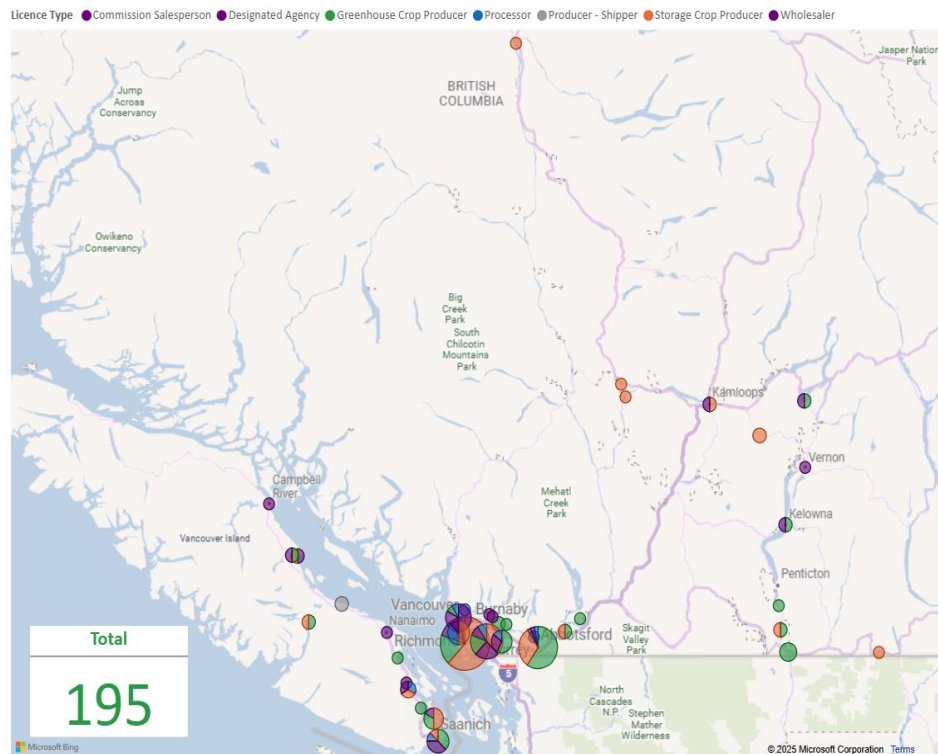 Licence Type Commission Salesperson Designated Agency Greenhouse Crop Producer Processor Producer - Shipper Storage Crop Producer Wholesaler
Jasper Nation
Park
BRITISH
COLUMBIA
Jump
Across
Conservancy
Owikeno
Conservancy
Big
Creek
Park
South
Chilcotin
Mountains
Park
Kamloops
Vernon
Campbell
River
Mehatl
Creek
Park
Kelowna
Vancouver Island
Penticton
Vancouver
Burnaby
Nanaimo
Skagit
Valley
Park
5
North
Cascades
N.P.
Stephen
Mather
Wilderness
Saanich
Total
195
Microsoft Bing
© 2025 Microsoft Corporation Terms